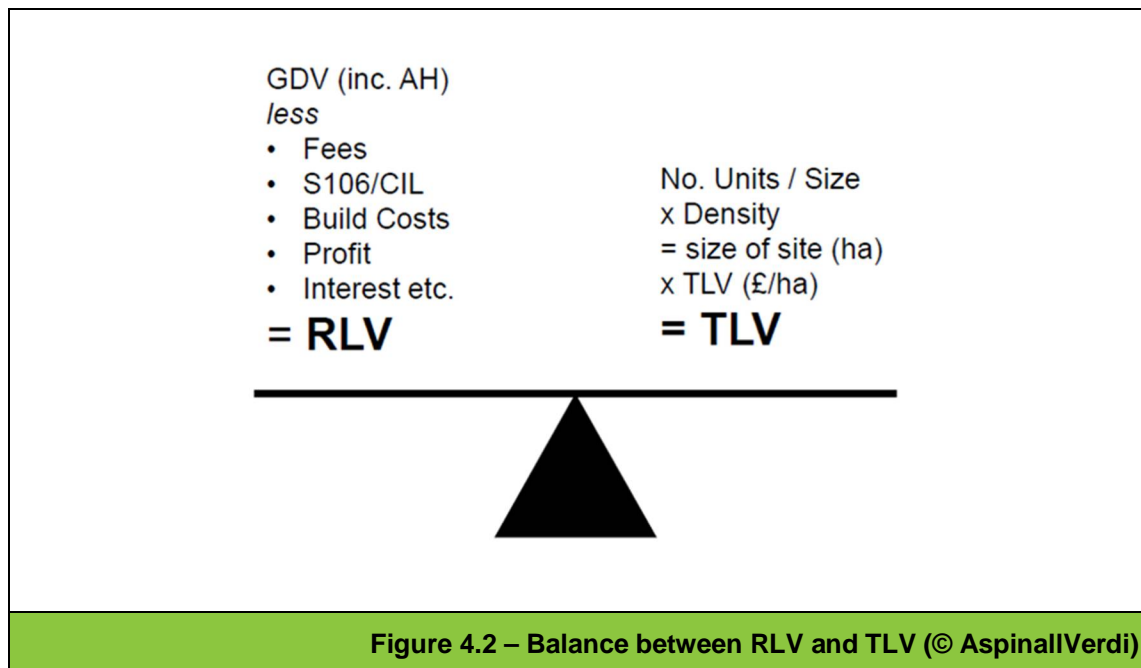 GDV (inc. AH)
less
• Fees
• S106/CIL
• Build Costs
• Profit
• Interest etc.
= RLV
No. Units / Size
x Density
= size of site (ha)
x TLV (£/ha)
= TLV
Figure 4.2 – Balance between RLV and TLV (© AspinallVerdi)